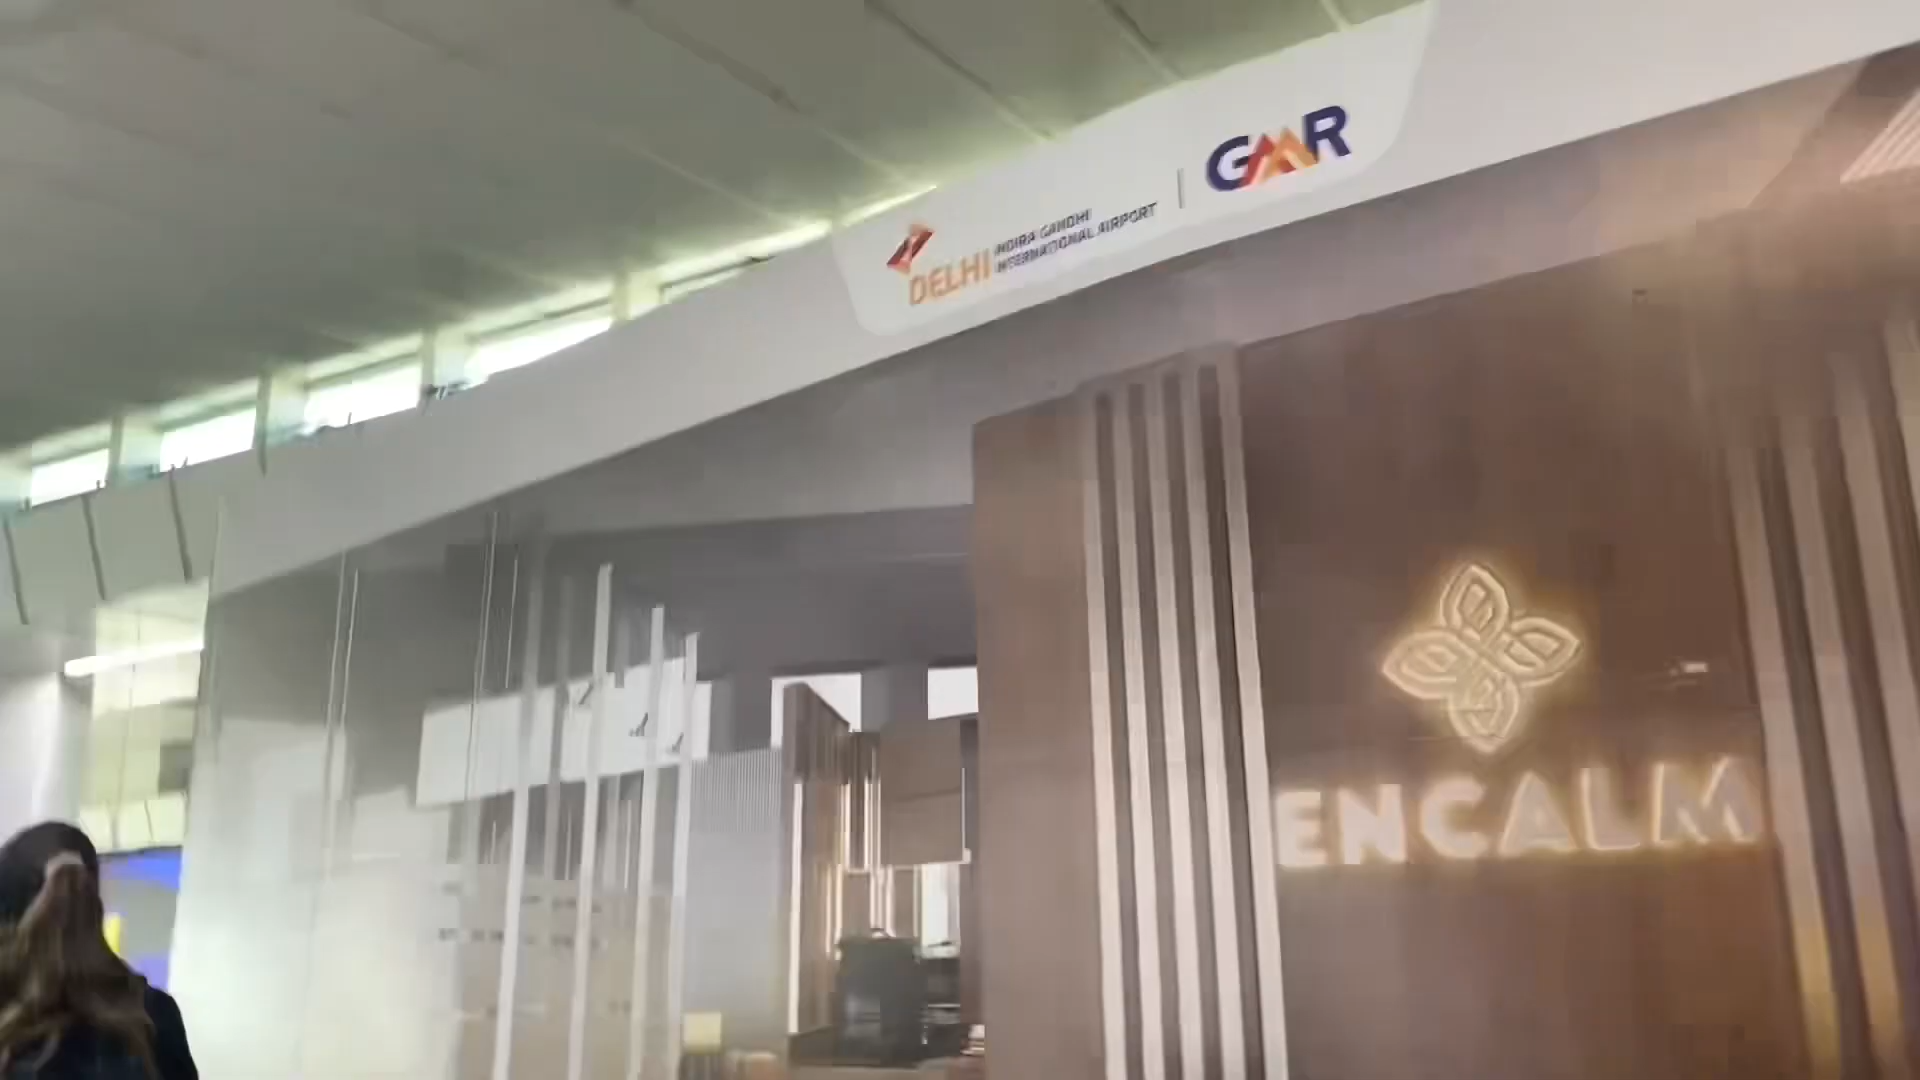 DELHI
INDIRA GANDHI
INTERNATIONAL AIRPORT
GMR
ENCALM